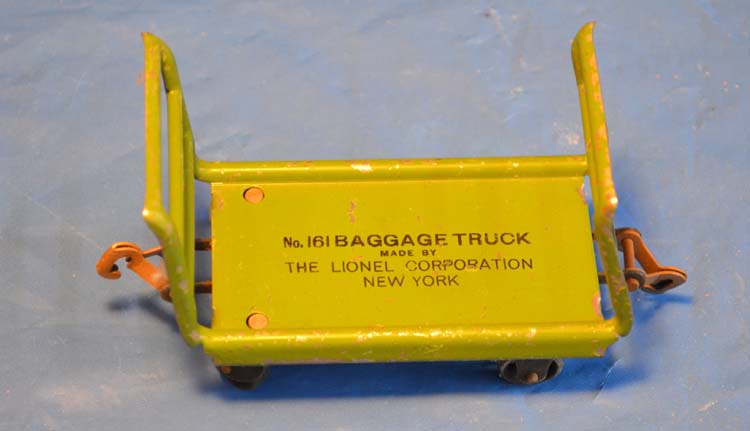 No. 161 BAGGAGE TRUCK
MADE BY
THE LIONEL CORPORATION
NEW YORK